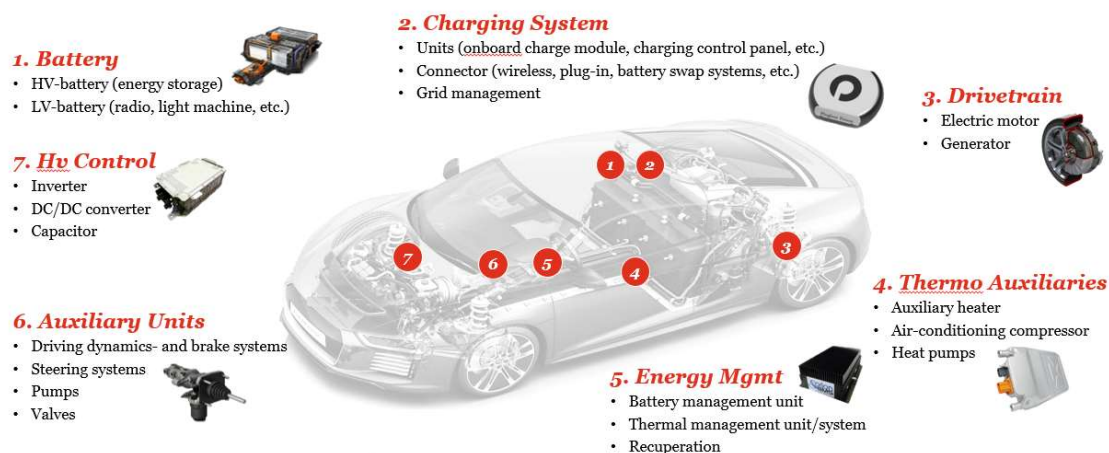 1. Battery
• HV-battery (energy storage)
• LV-battery (radio, light machine, etc.)
2. Charging System
• Units (onboard charge module, charging control panel, etc.)
• Connector (wireless, plug-in, battery swap systems, etc.)
• Grid management
3. Drivetrain
• Electric motor
• Generator
7. Hv Control
• Inverter
• DC/DC converter
• Capacitor
1
2
3
4
5
6
7
4. Thermo Auxiliaries
• Auxiliary heater
• Air-conditioning compressor
• Heat pumps
6. Auxiliary Units
• Driving dynamics- and brake systems
• Steering systems
• Pumps
• Valves
5. Energy Mgmt
• Battery management unit
• Thermal management unit/system
• Recuperation